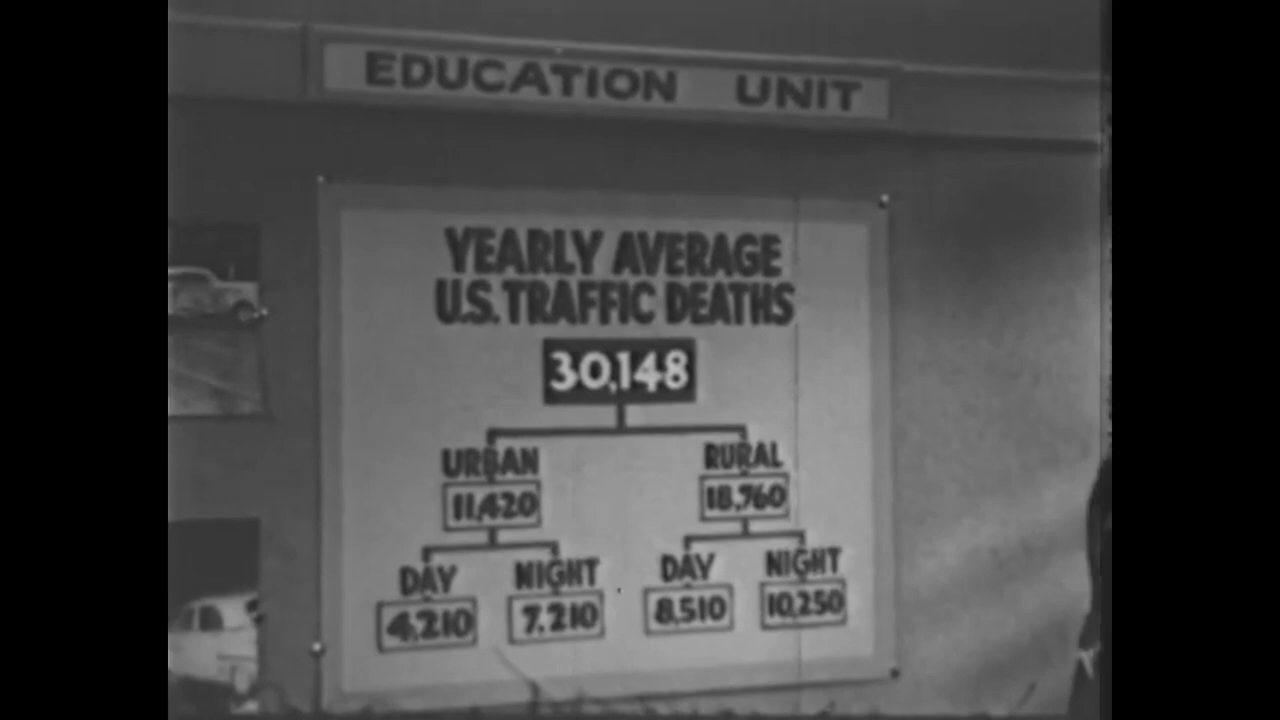 EDUCATION UNIT
YEARLY AVERAGE
U.S. TRAFFIC DEATHS
30,148
URBAN RURAL
11,420 18,760
DAY NIGHT DAY NIGHT
4,210 7,210 8,510 10,250